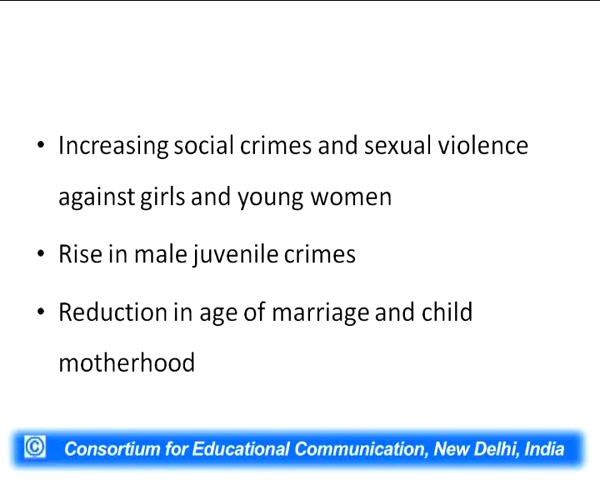 • Increasing social crimes and sexual violence
against girls and young women
• Rise in male juvenile crimes
• Reduction in age of marriage and child
motherhood
© Consortium for Educational Communication, New Delhi, India